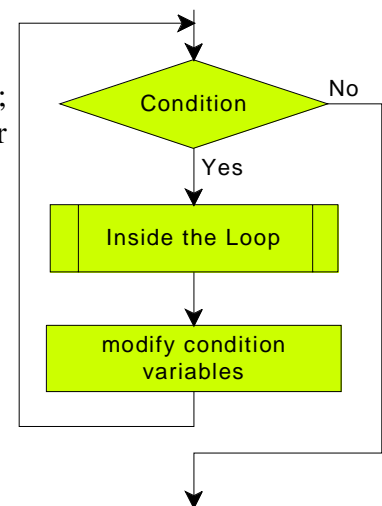 No
;
Condition
r
Yes
Inside the Loop
modify condition
variables